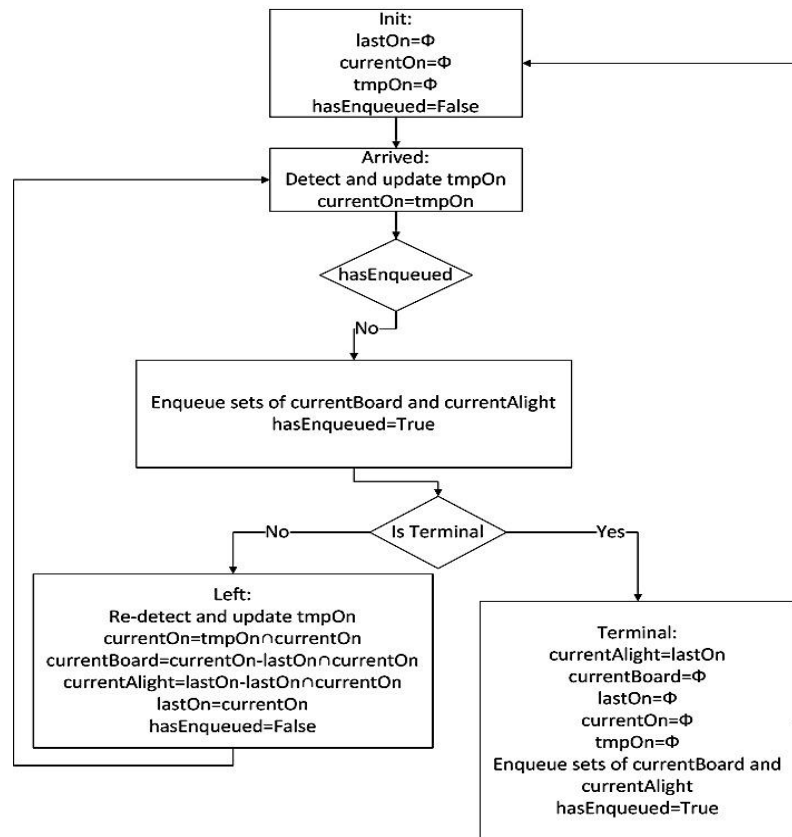 Init:
lastOn=Φ
currentOn=Φ
tmpOn=Φ
hasEnqueued=False
Arrived:
Detect and update tmpOn
currentOn=tmpOn
hasEnqueued
No
Enqueue sets of currentBoard and currentAlight
hasEnqueued=True
Is Terminal
No
Yes
Left:
Re-detect and update tmpOn
currentOn=tmpOn∩currentOn
currentBoard=currentOn-lastOn∩currentOn
currentAlight=lastOn-lastOn∩currentOn
lastOn=currentOn
hasEnqueued=False
Terminal:
currentAlight=lastOn
currentBoard=Φ
lastOn=Φ
currentOn=Φ
tmpOn=Φ
Enqueue sets of currentBoard and
currentAlight
hasEnqueued=True